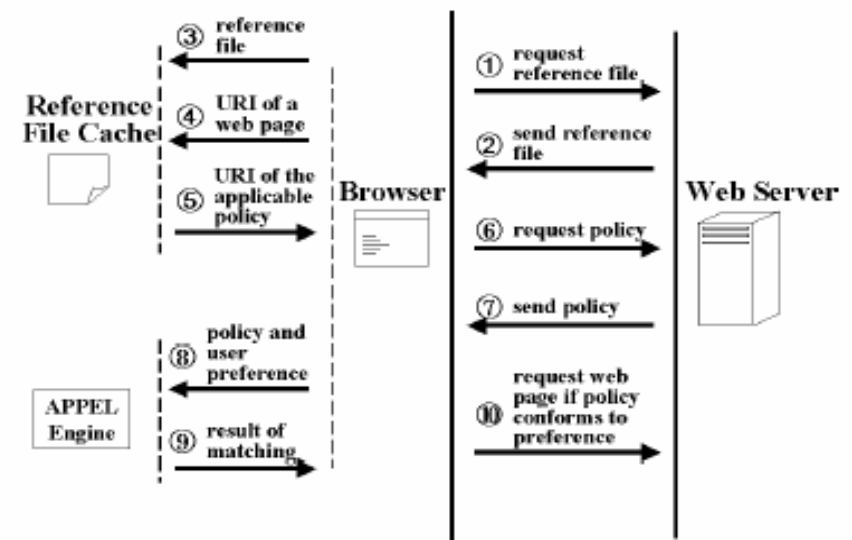 ③ reference
file
① request
reference file
Reference
File Cache
④ URI of a
web page
② send reference
file
⑤ URI of the
applicable
policy
Browser
Web Server
⑥ request policy
⑦ send policy
⑧ policy and
user
preference
APPEL
Engine
⑨ result of
matching
⑩ request web
page if policy
conforms to
preference